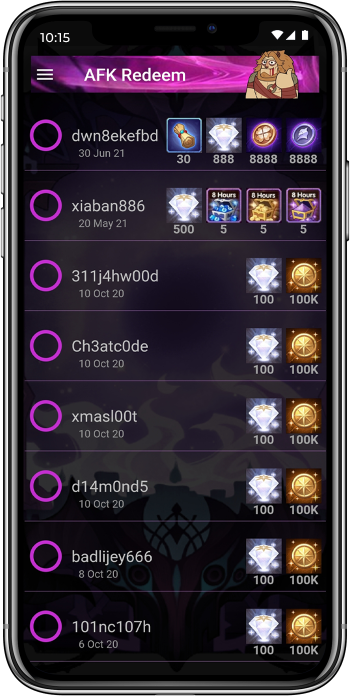 10:15
AFK Redeem
dwn8ekefbd
30 Jun 21
30 888 8888 8888
xiaban886
20 May 21
8 Hours 8 Hours 8 Hours
500 5 5 5
311j4hw00d
10 Oct 20
100 100K
Ch3atc0de
10 Oct 20
100 100K
xmasl00t
10 Oct 20
100 100K
d14m0nd5
10 Oct 20
100 100K
badlijey666
8 Oct 20
100 100K
101nc107h
6 Oct 20
100 100K